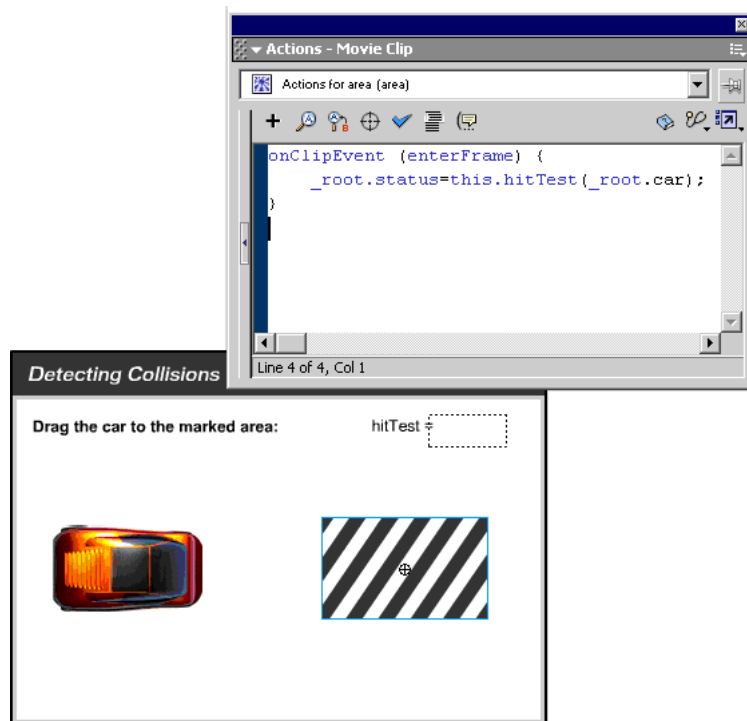 Actions - Movie Clip
Actions for area (area)
onClipEvent (enterFrame) {
    _root.status=this.hitTest(_root.car);
}
Line 4 of 4, Col 1
Detecting Collisions
Drag the car to the marked area:
hitTest =